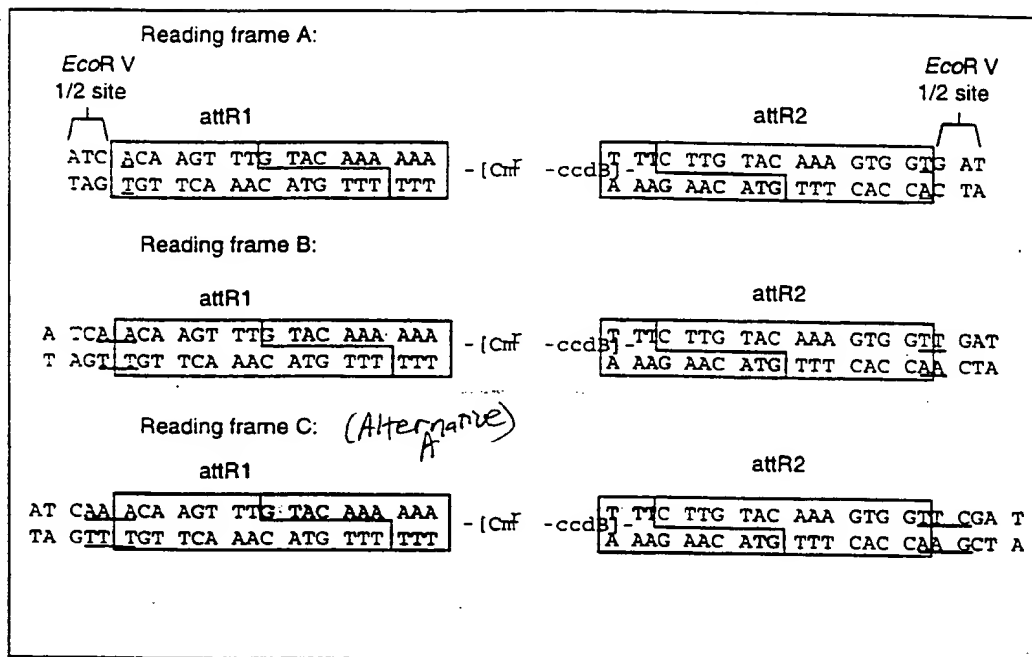 Reading frame A:
EcoR V
1/2 site
EcoR V
1/2 site
attR1
attR2
ATC ACA AGT TTG TAC AAA AAA
TAG TGT TCA AAC ATG TTT TTT
-[Cmr -ccdB]-
T TTC TTG TAC AAA GTG GTG AT
A AAG AAC ATG TTT CAC CAC TA
Reading frame B:
attR1
attR2
A TCA ACA AGT TTG TAC AAA AAA
T AGT TGT TCA AAC ATG TTT TTT
-[Cmr -ccdB]-
T TTC TTG TAC AAA GTG GTT GAT
A AAG AAC ATG TTT CAC CAA CTA
Reading frame C: (Alternative)
A
attR1
attR2
AT CAA ACA AGT TTG TAC AAA AAA
TA GTT TGT TCA AAC ATG TTT TTT
-[Cmr -ccdB]-
T TTC TTG TAC AAA GTG GTT CGA T
A AAG AAC ATG TTT CAC CAA GCT A